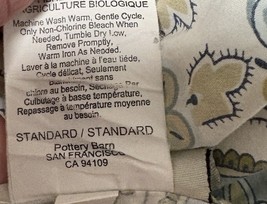 AGRICULTURE BIOLOGIQUE
Machine Wash Warm, Gentle Cycle,
Only Non-Chlorine Bleach When
Needed, Tumble Dry Low,
Remove Promptly,
Warm Iron As Needed.
Laver à la machine à l'eau tiède,
Cycle délicat, Seulement
au besoin, Séchage Par
Culbutage à basse température,
Repassage à température moyenne
au besoin.
STANDARD / STANDARD
Pottery Barn
SAN FRANCISCO
CA 94109